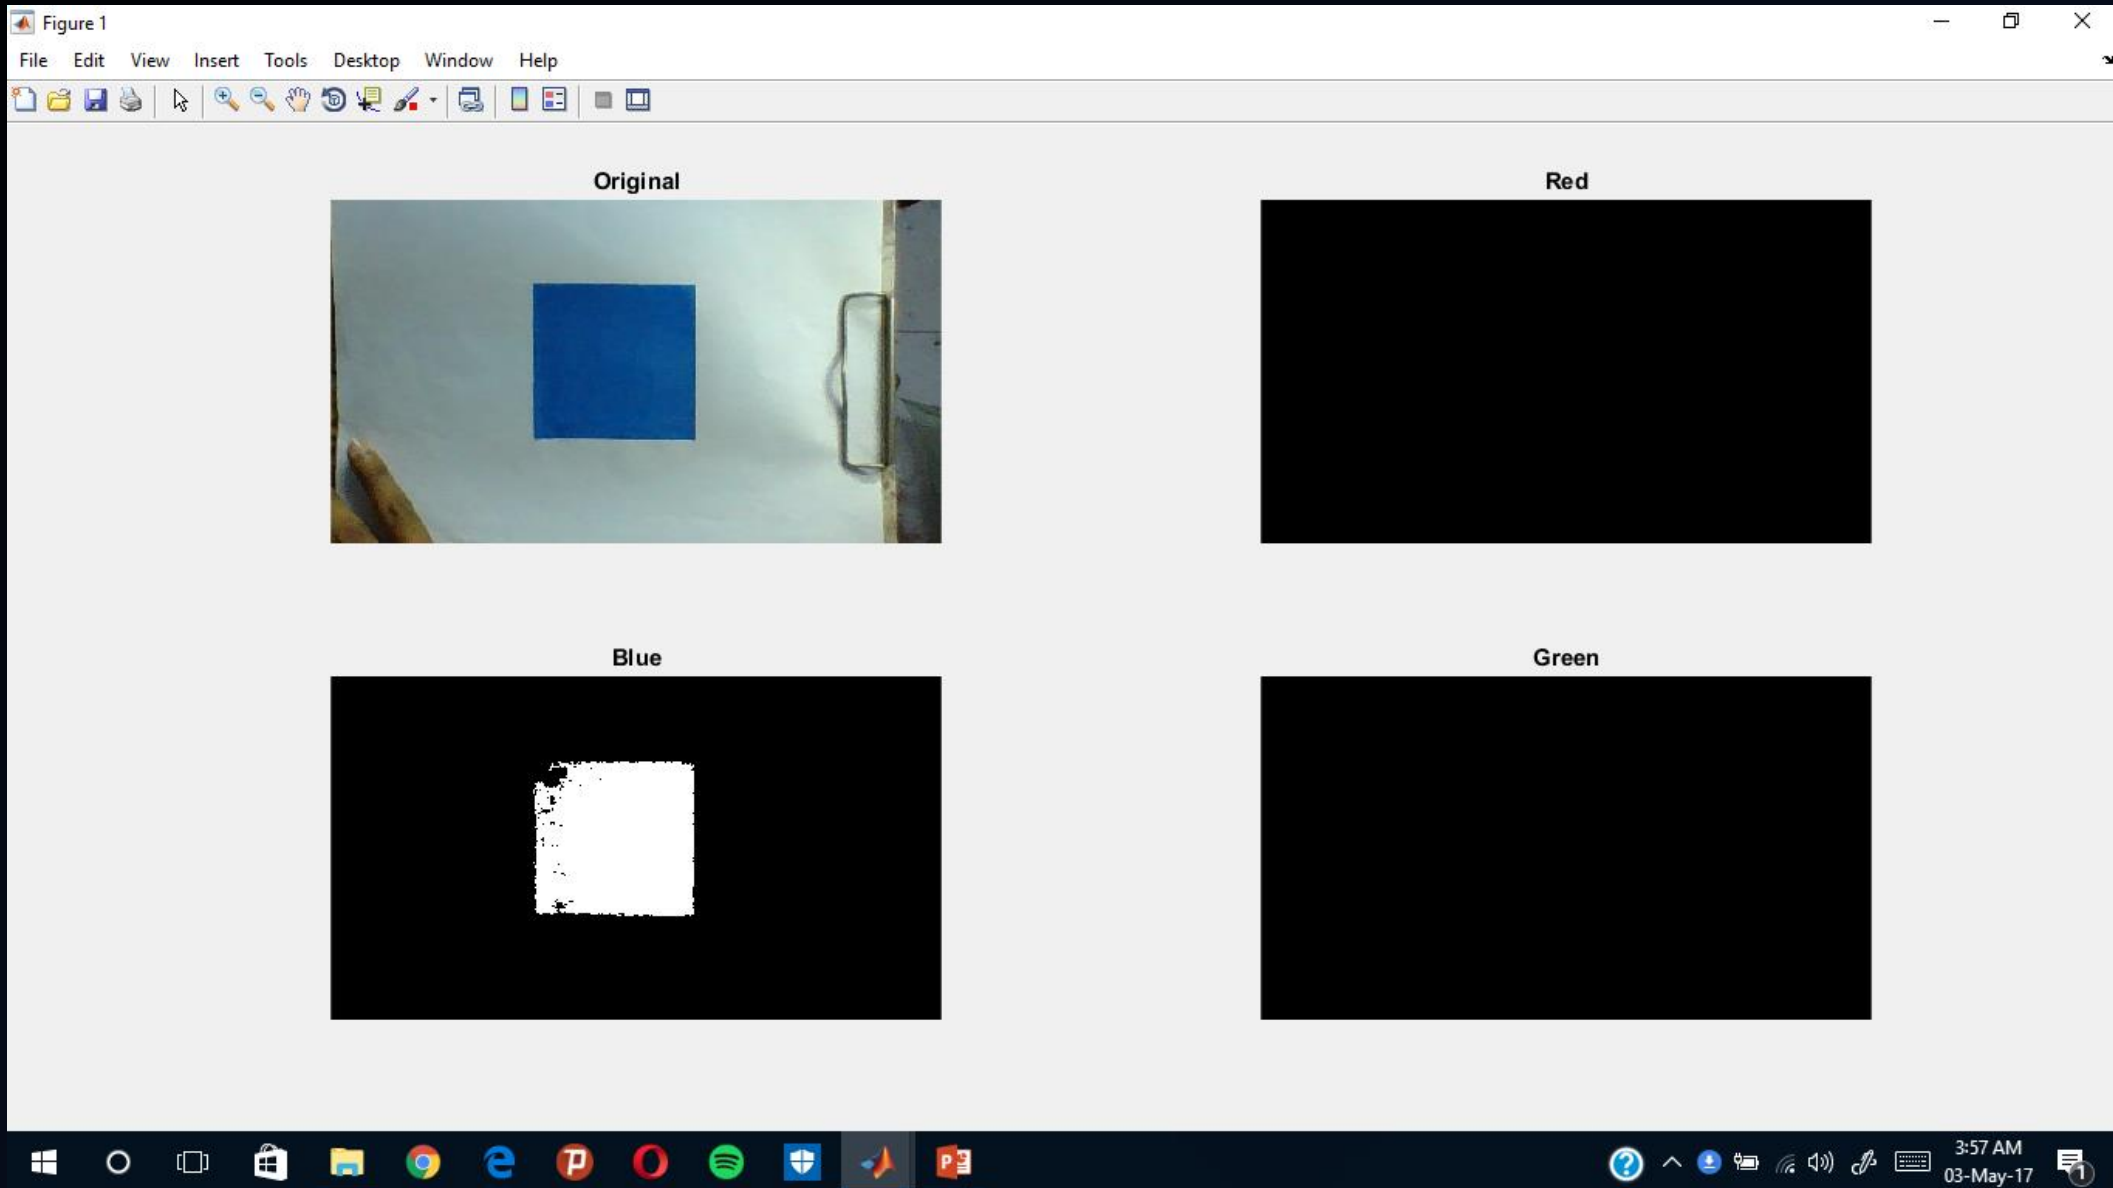 Figure 1
File Edit View Insert Tools Desktop Window Help
Original
Red
Blue
Green
3:57 AM
03-May-17
1